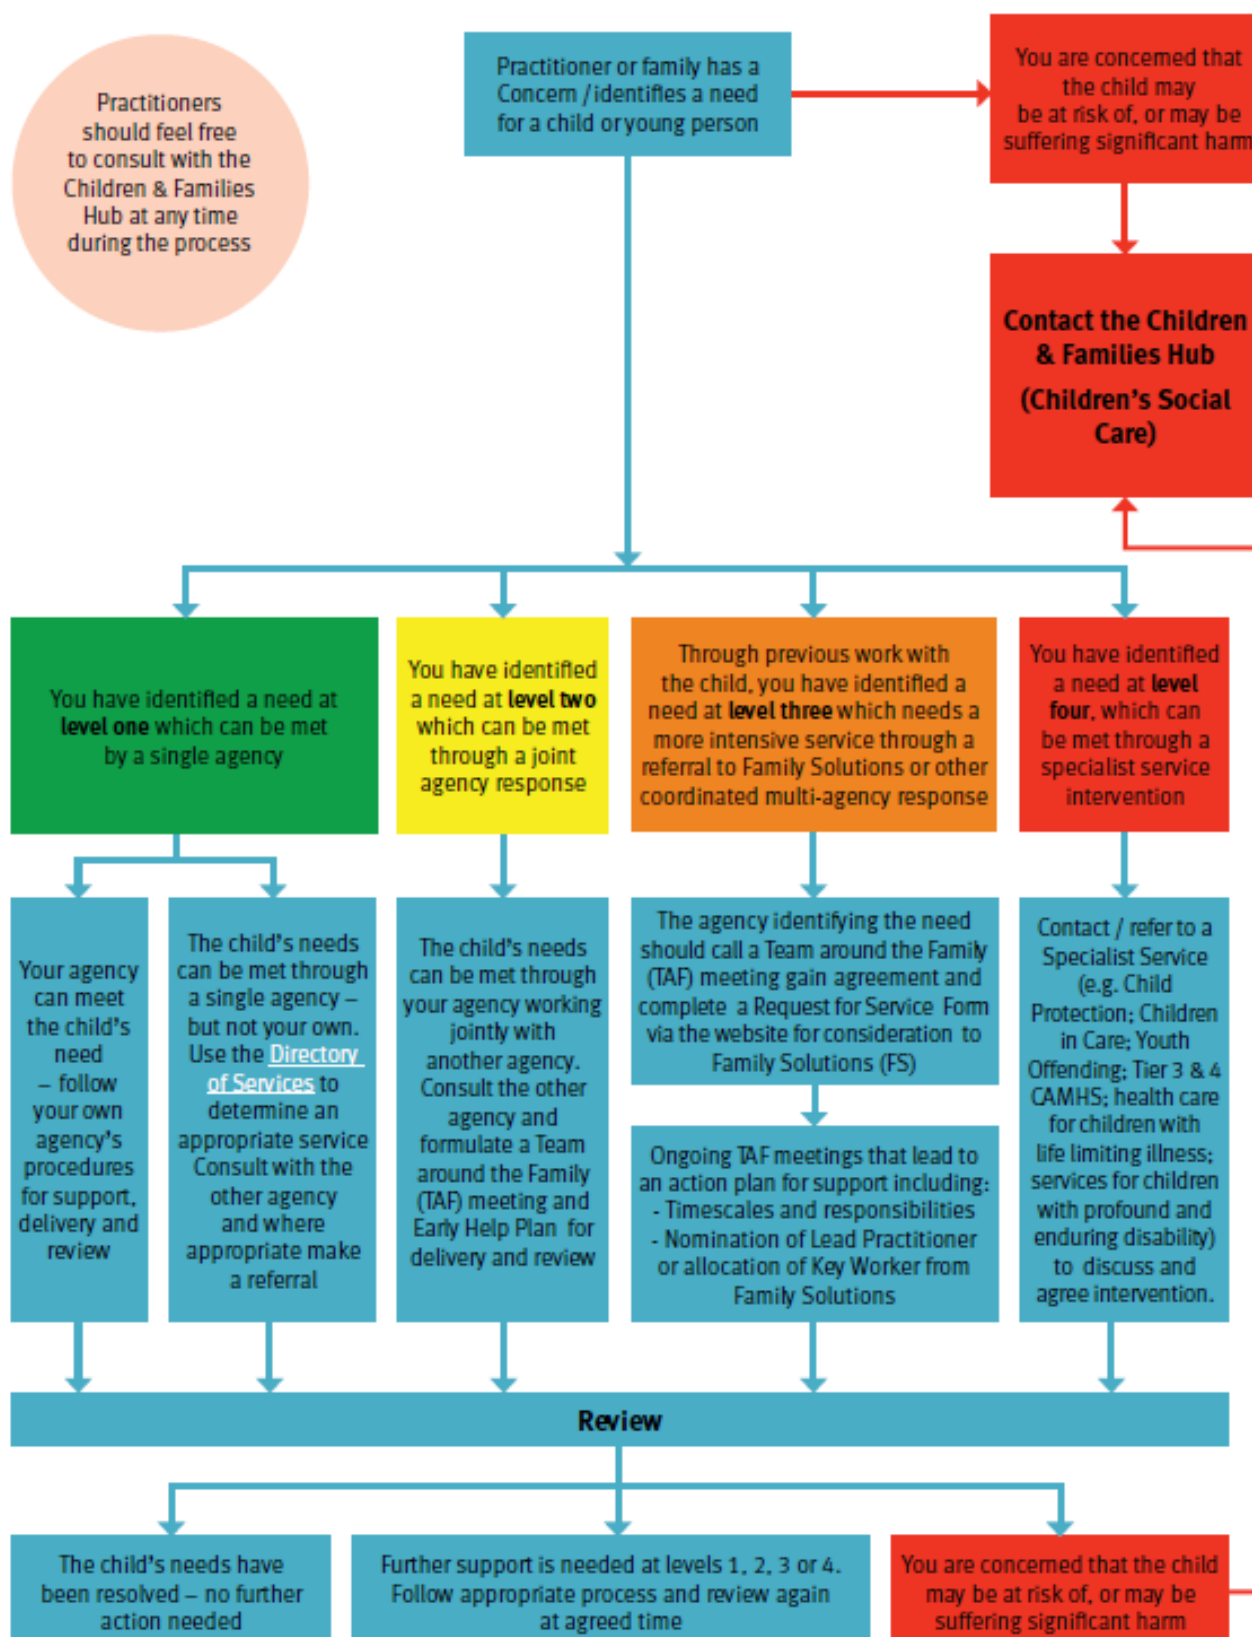 Practitioners
should feel free
to consult with the
Children & Families
Hub at any time
during the process
Practitioner or family has a
Concern / identifies a need
for a child or young person
You are concerned that
the child may
be at risk of, or may be
suffering significant harm
Contact the Children
& Families Hub
(Children's Social
Care)
You have identified a need at
level one which can be met
by a single agency
You have identified
a need at level two
which can be met
through a joint
agency response
Through previous work with
the child, you have identified a
need at level three which needs a
more intensive service through a
referral to Family Solutions or other
coordinated multi-agency response
You have identified
a need at level
four, which can
be met through a
specialist service
intervention
Your agency
can meet
the child's
need
– follow
your own
agency's
procedures
for support,
delivery and
review
The child's needs
can be met through
a single agency –
but not your own.
Use the Directory
of Services to
determine an
appropriate service
Consult with the
other agency
and where
appropriate make
a referral
The child's needs
can be met through
your agency working
jointly with
another agency.
Consult the other
agency and
formulate a Team
around the Family
(TAF) meeting and
Early Help Plan for
delivery and review
The agency identifying the need
should call a Team around the Family
(TAF) meeting gain agreement and
complete a Request for Service Form
via the website for consideration to
Family Solutions (FS)
Ongoing TAF meetings that lead to
an action plan for support including:
- Timescales and responsibilities
- Nomination of Lead Practitioner
or allocation of Key Worker from
Family Solutions
Contact / refer to a
Specialist Service
(e.g. Child
Protection; Children
in Care; Youth
Offending; Tier 3 & 4
CAMHS; health care
for children with
life limiting illness;
services for children
with profound and
enduring disability)
to discuss and
agree intervention.
Review
The child's needs have
been resolved – no further
action needed
Further support is needed at levels 1, 2, 3 or 4.
Follow appropriate process and review again
at agreed time
You are concerned that the child
may be at risk of, or may be
suffering significant harm